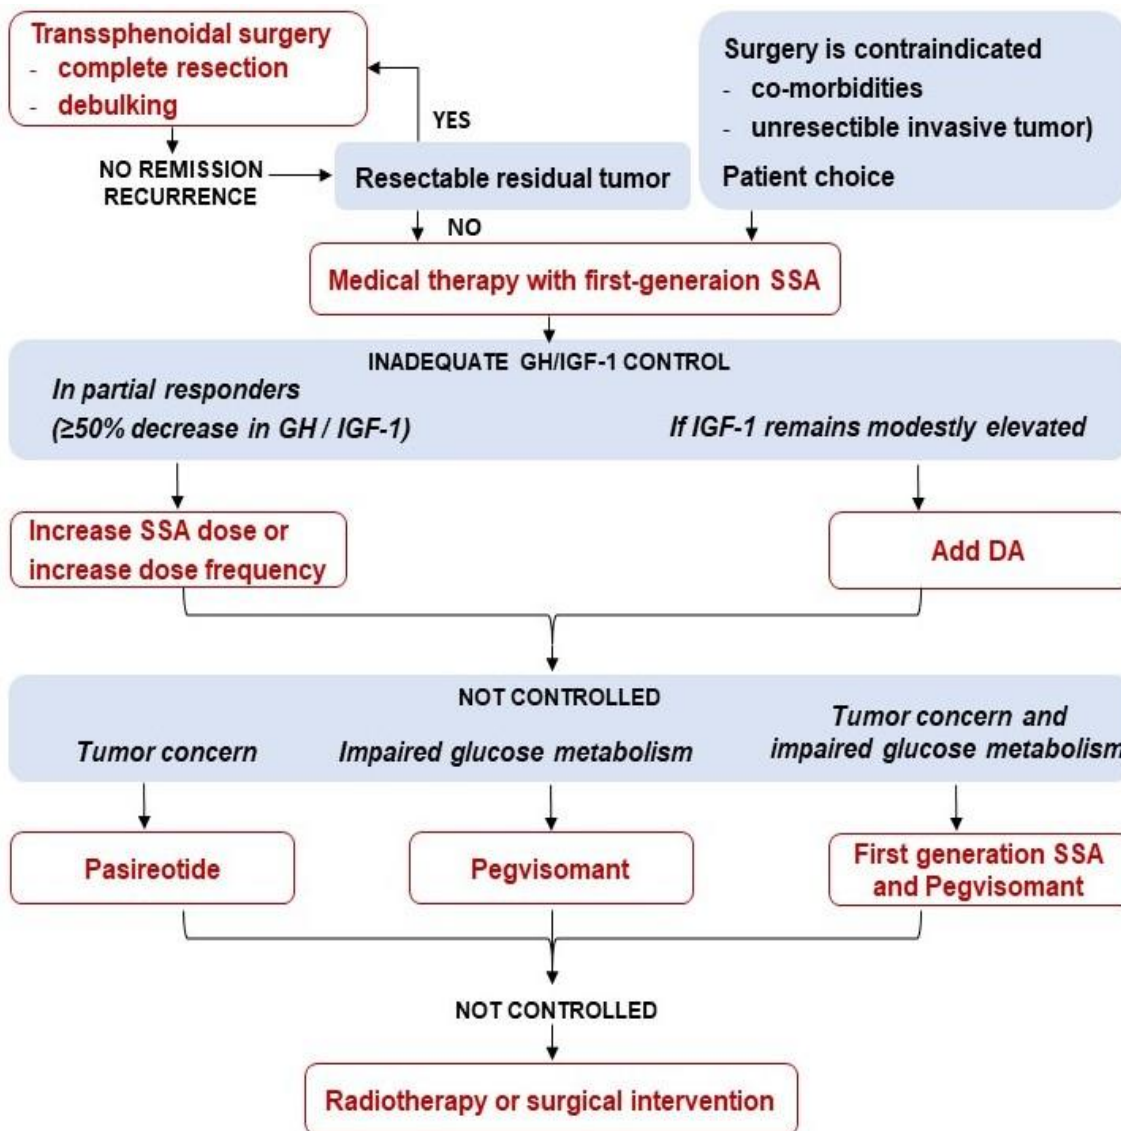 Transsphenoidal surgery
- complete resection
- debulking
Surgery is contraindicated
- co-morbidities
- unresectible invasive tumor)
Patient choice
YES
NO REMISSION
RECURRENCE
Resectable residual tumor
NO
Medical therapy with first-generaion SSA
INADEQUATE GH/IGF-1 CONTROL
In partial responders
(≥50% decrease in GH / IGF-1)
If IGF-1 remains modestly elevated
Increase SSA dose or
increase dose frequency
Add DA
NOT CONTROLLED
Tumor concern
Impaired glucose metabolism
Tumor concern and
impaired glucose metabolism
Pasireotide
Pegvisomant
First generation SSA
and Pegvisomant
NOT CONTROLLED
Radiotherapy or surgical intervention